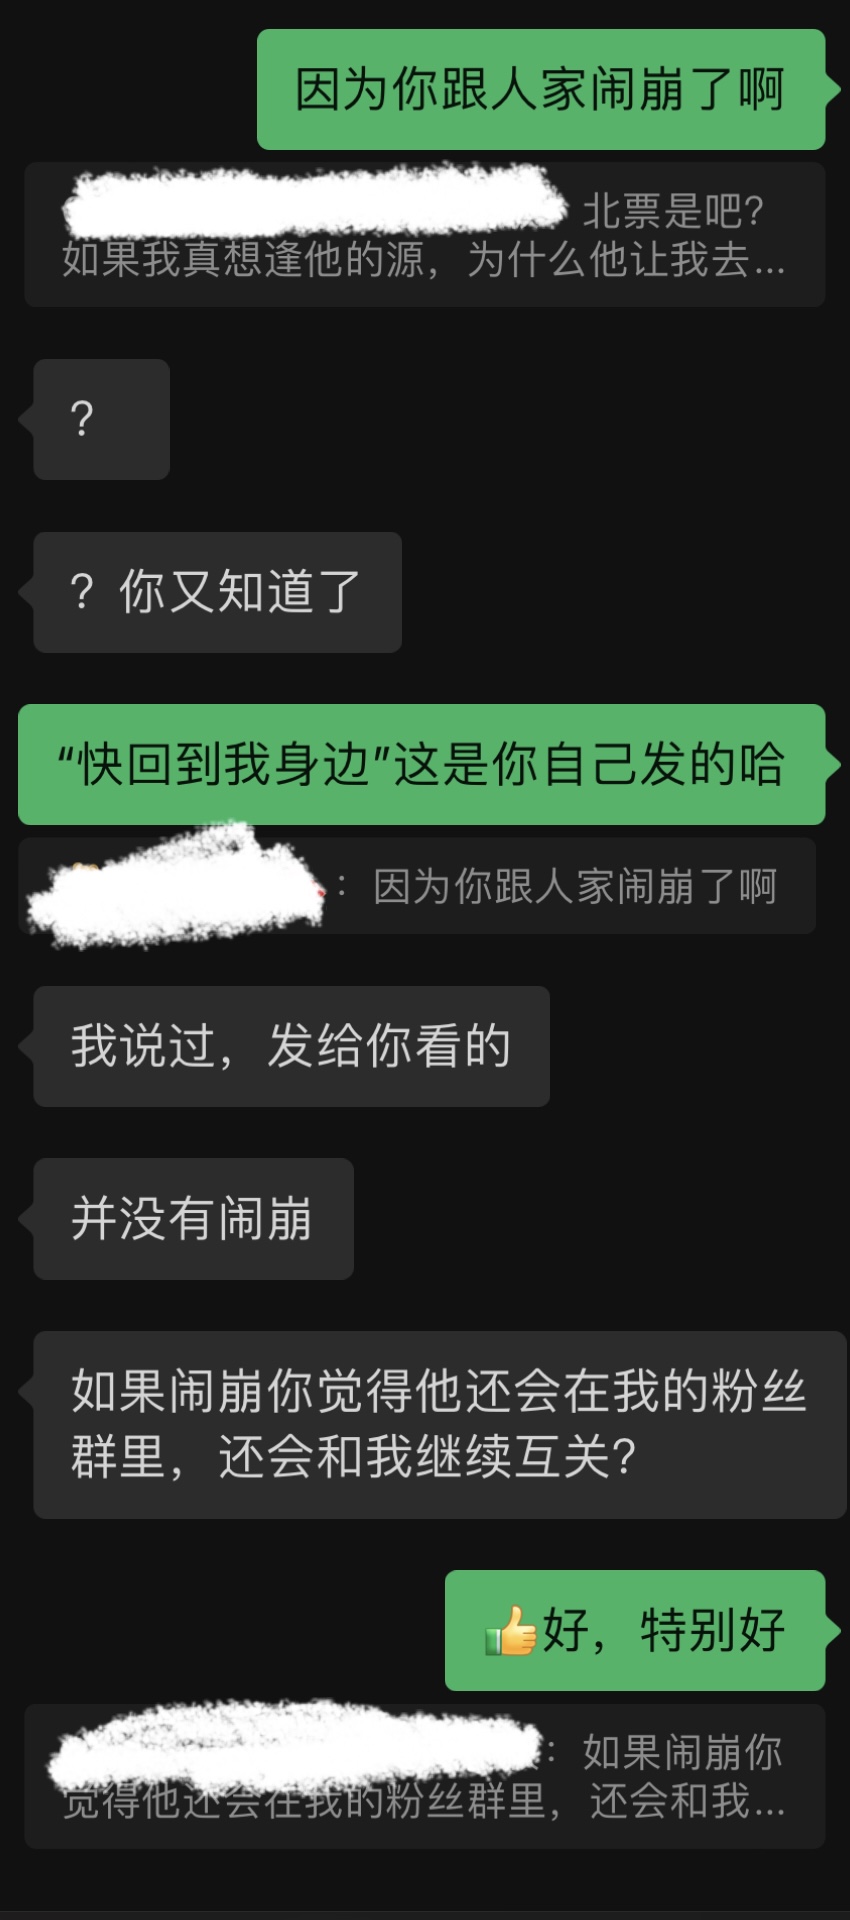 因为你跟人家闹崩了啊
北票是吧?
如果我真想逢他的源，为什么他让我去...
?
? 你又知道了
“快回到我身边”这是你自己发的哈
：因为你跟人家闹崩了啊
我说过，发给你看的
并没有闹崩
如果闹崩你觉得他还会在我的粉丝
群里，还会和我继续互关?
👍好，特别好
：如果闹崩你
觉得他还会在我的粉丝群里，还会和我...